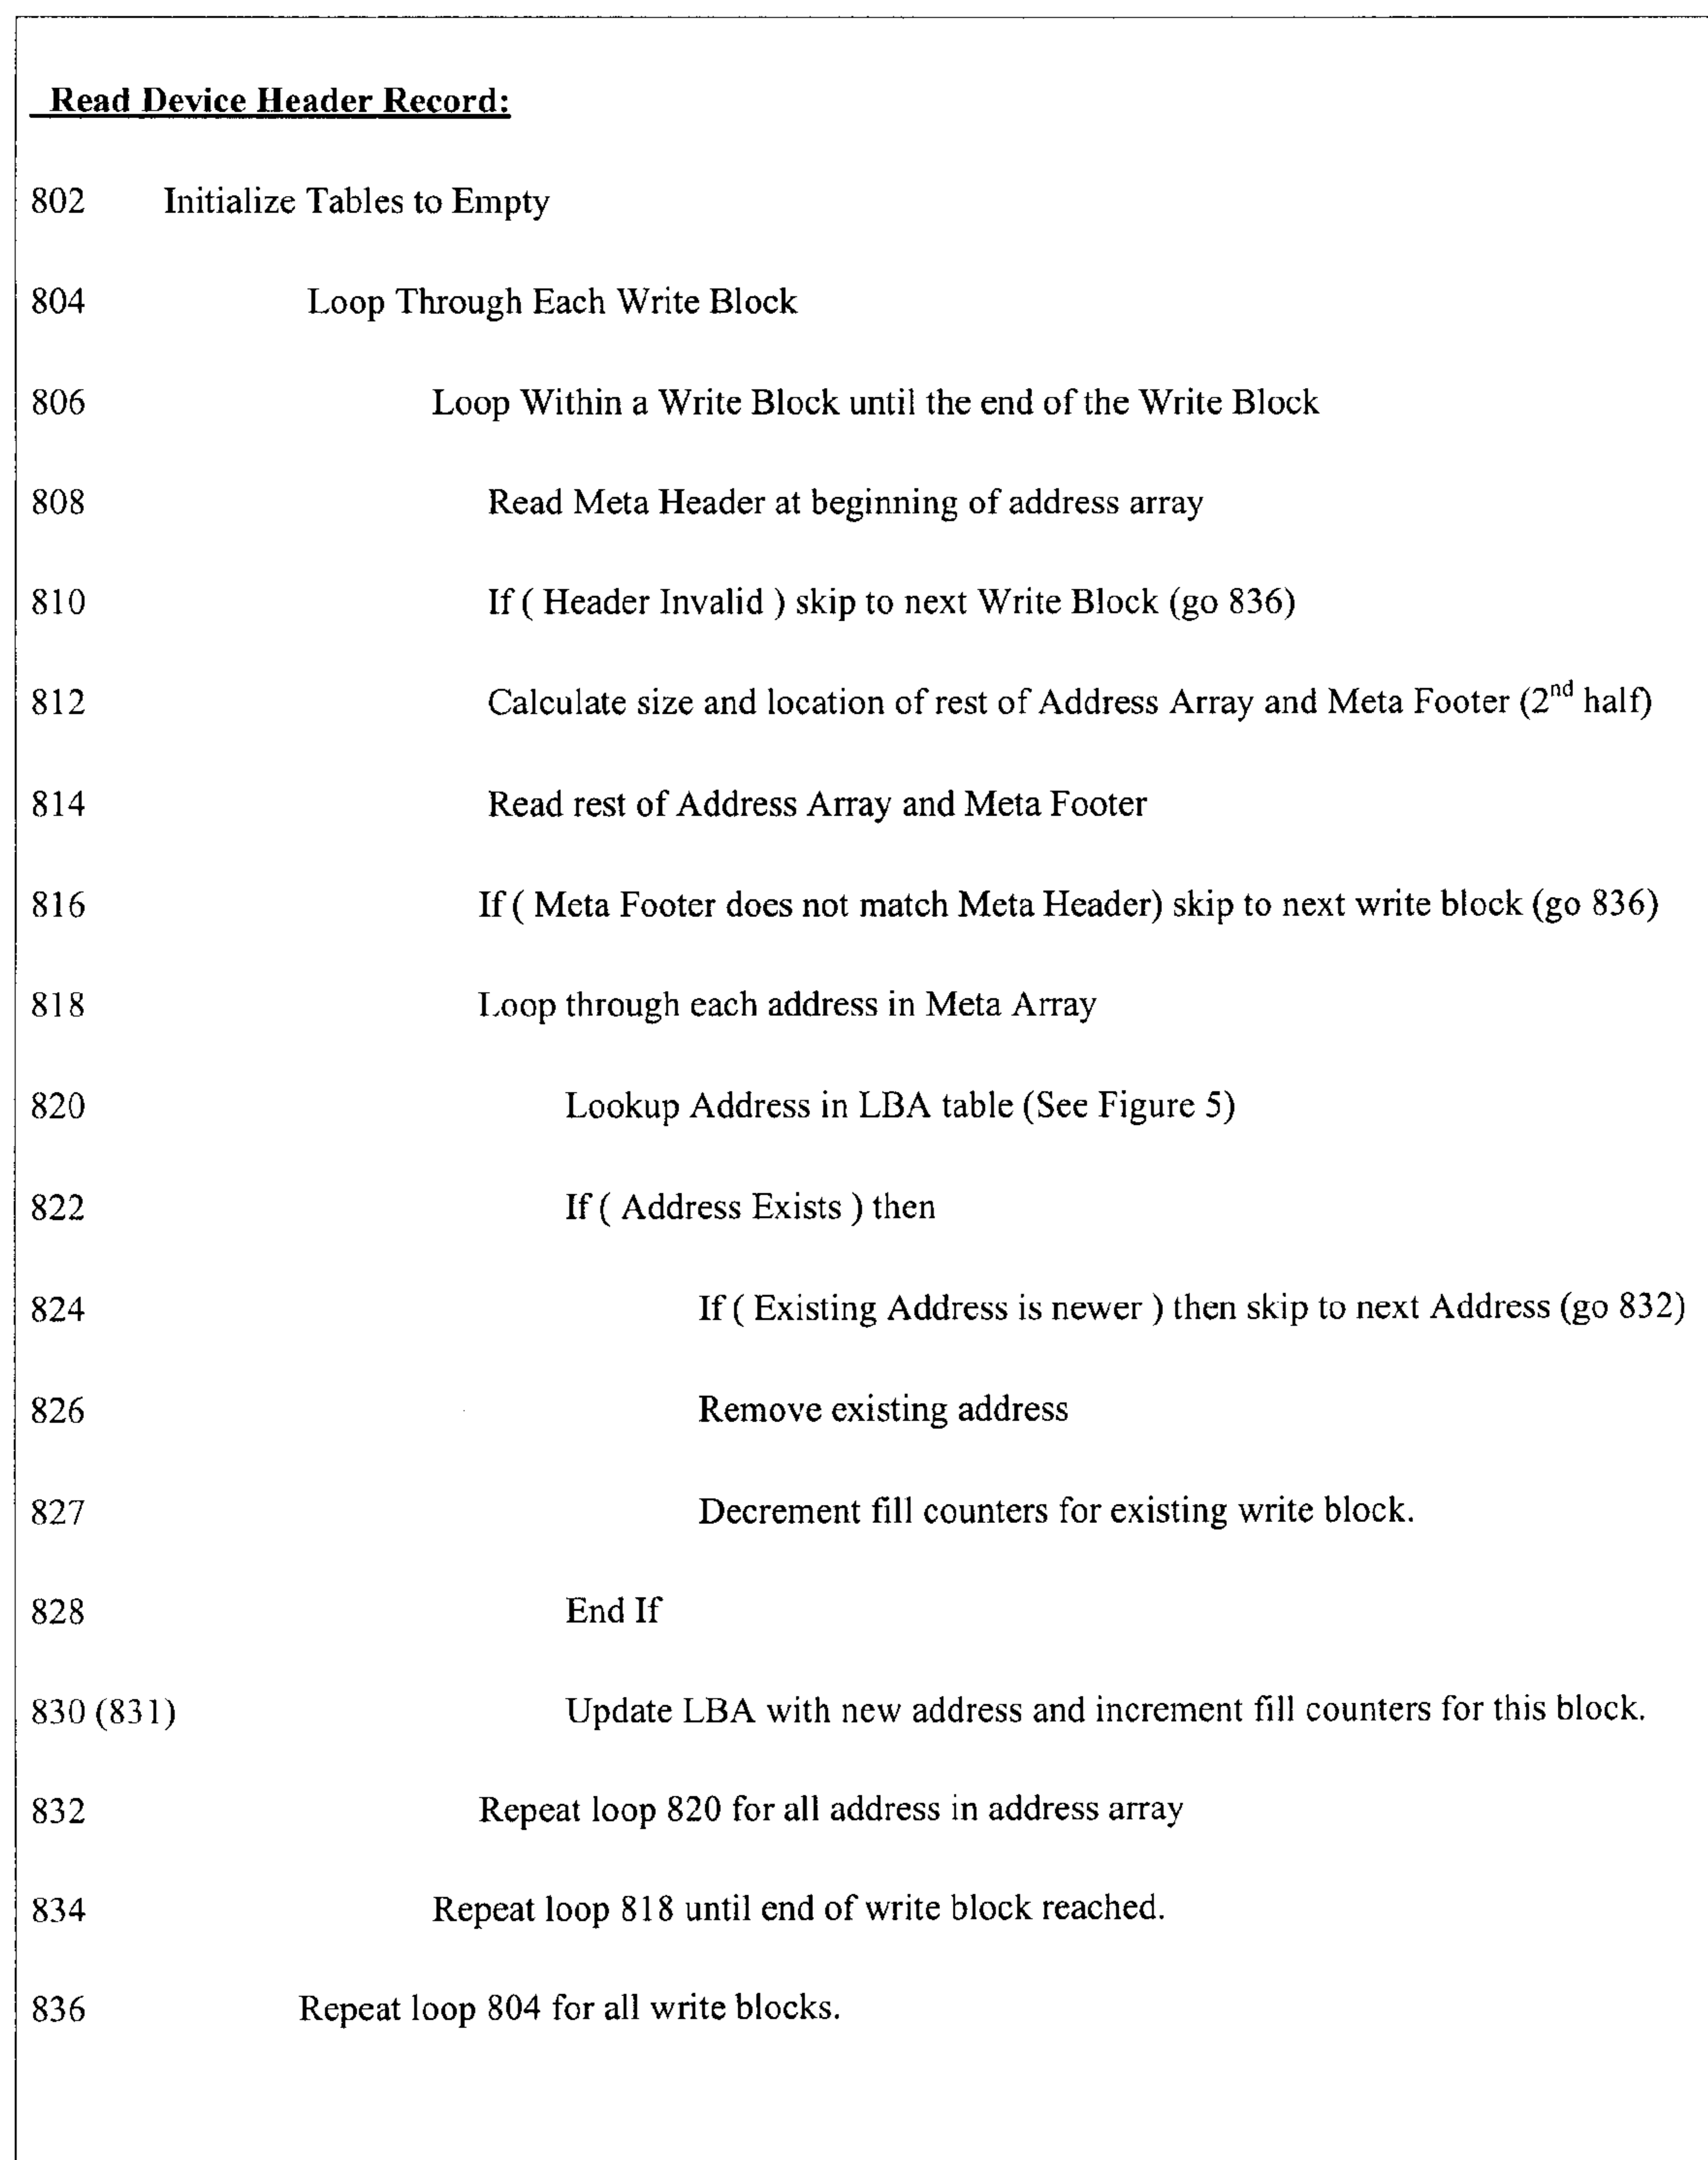 Read Device Header Record:
802 Initialize Tables to Empty
804 Loop Through Each Write Block
806 Loop Within a Write Block until the end of the Write Block
808 Read Meta Header at beginning of address array
810 If ( Header Invalid ) skip to next Write Block (go 836)
812 Calculate size and location of rest of Address Array and Meta Footer (2nd half)
814 Read rest of Address Array and Meta Footer
816 If ( Meta Footer does not match Meta Header) skip to next write block (go 836)
818 Loop through each address in Meta Array
820 Lookup Address in LBA table (See Figure 5)
822 If ( Address Exists ) then
824 If ( Existing Address is newer ) then skip to next Address (go 832)
826 Remove existing address
827 Decrement fill counters for existing write block.
828 End If
830 (831) Update LBA with new address and increment fill counters for this block.
832 Repeat loop 820 for all address in address array
834 Repeat loop 818 until end of write block reached.
836 Repeat loop 804 for all write blocks.